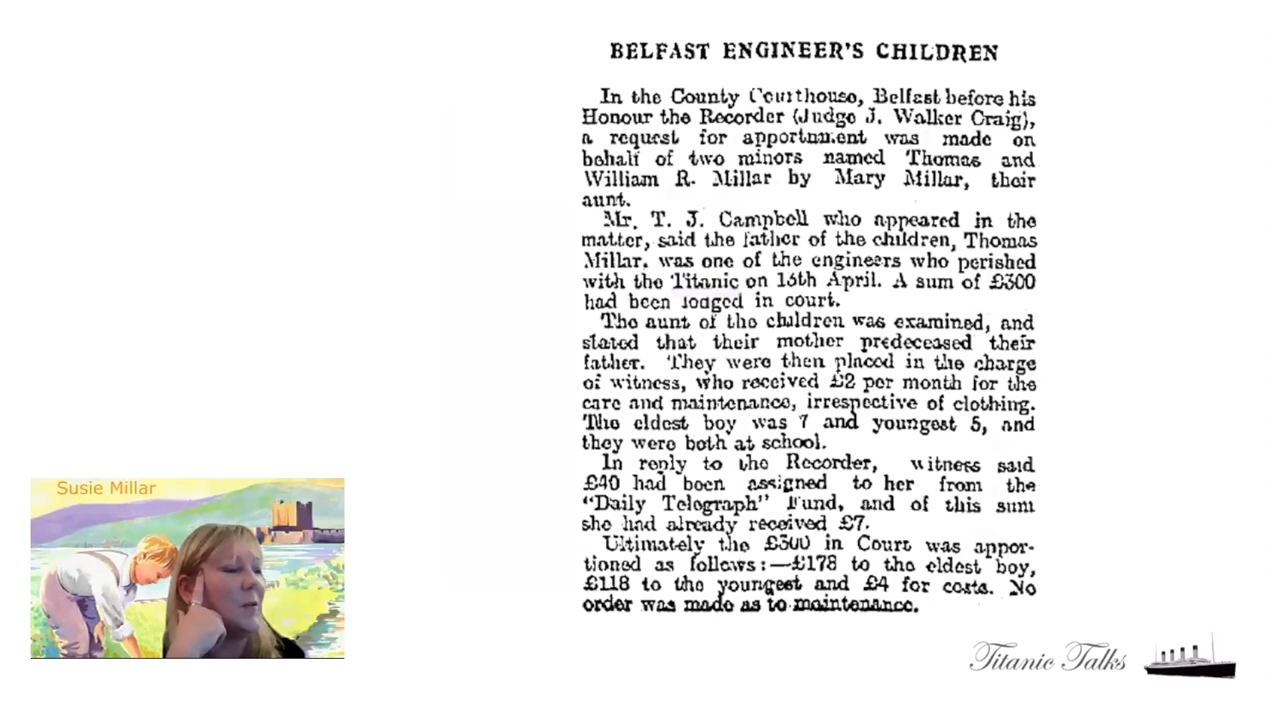 BELFAST ENGINEER'S CHILDREN
In the County Courthouse, Belfast before his
Honour the Recorder (Judge J. Walker Craig),
a request for apportnment was made on
behalf of two minors named Thomas and
William R. Millar by Mary Millar, their
aunt.
Mr. T. J. Campbell who appeared in the
matter, said the father of the children, Thomas
Millar. was one of the engineers who perished
with the Titanic on 15th April. A sum of £300
had been lodged in court.
The aunt of the children was examined, and
stated that their mother predeceased their
father. They were then placed in the charge
of witness, who received £2 per month for the
care and maintenance, irrespective of clothing.
The eldest boy was 7 and youngest 5, and
they were both at school.
In reply to the Recorder, witness said
£40 had been assigned to her from the
"Daily Telegraph" Fund, and of this sum
she had already received £7.
Ultimately the £300 in Court was appor-
tioned as follows:—£178 to the eldest boy,
£118 to the youngest and £4 for costs. No
order was made as to maintenance.
Susie Millar
Titanic Talks